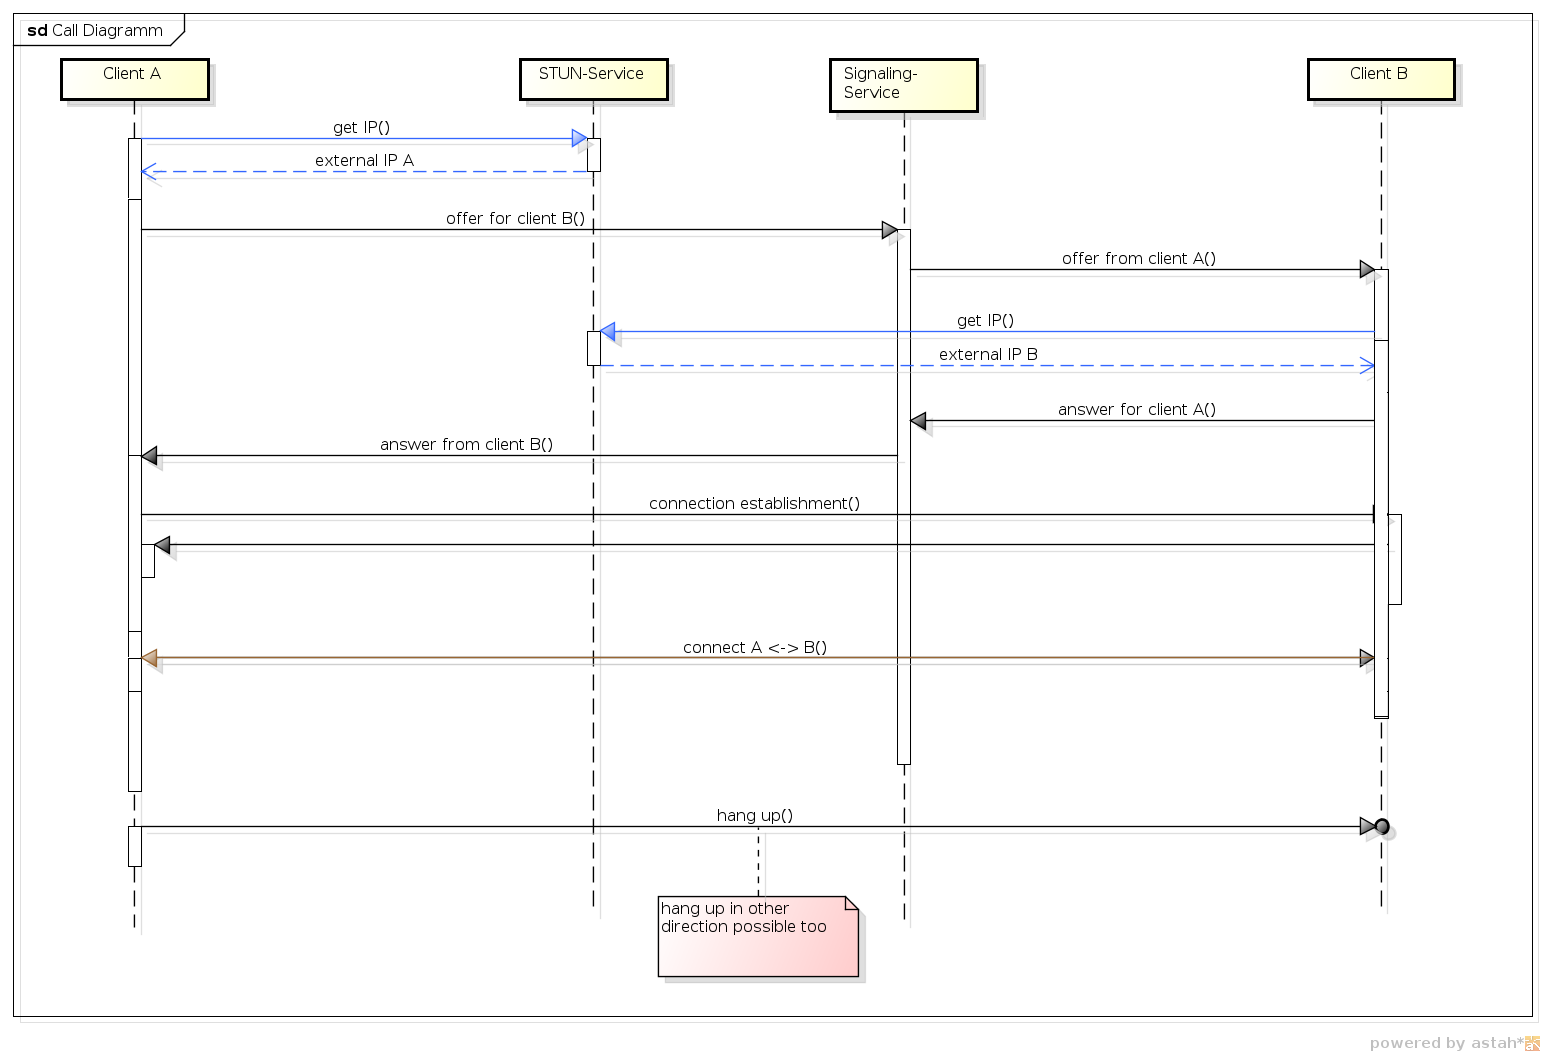 sd Call Diagramm
Client A
STUN-Service
Signaling-
Service
Client B
get IP()
external IP A
offer for client B()
offer from client A()
get IP()
external IP B
answer for client A()
answer from client B()
connection establishment()
connect A <-> B()
hang up()
hang up in other
direction possible too
powered by astah*